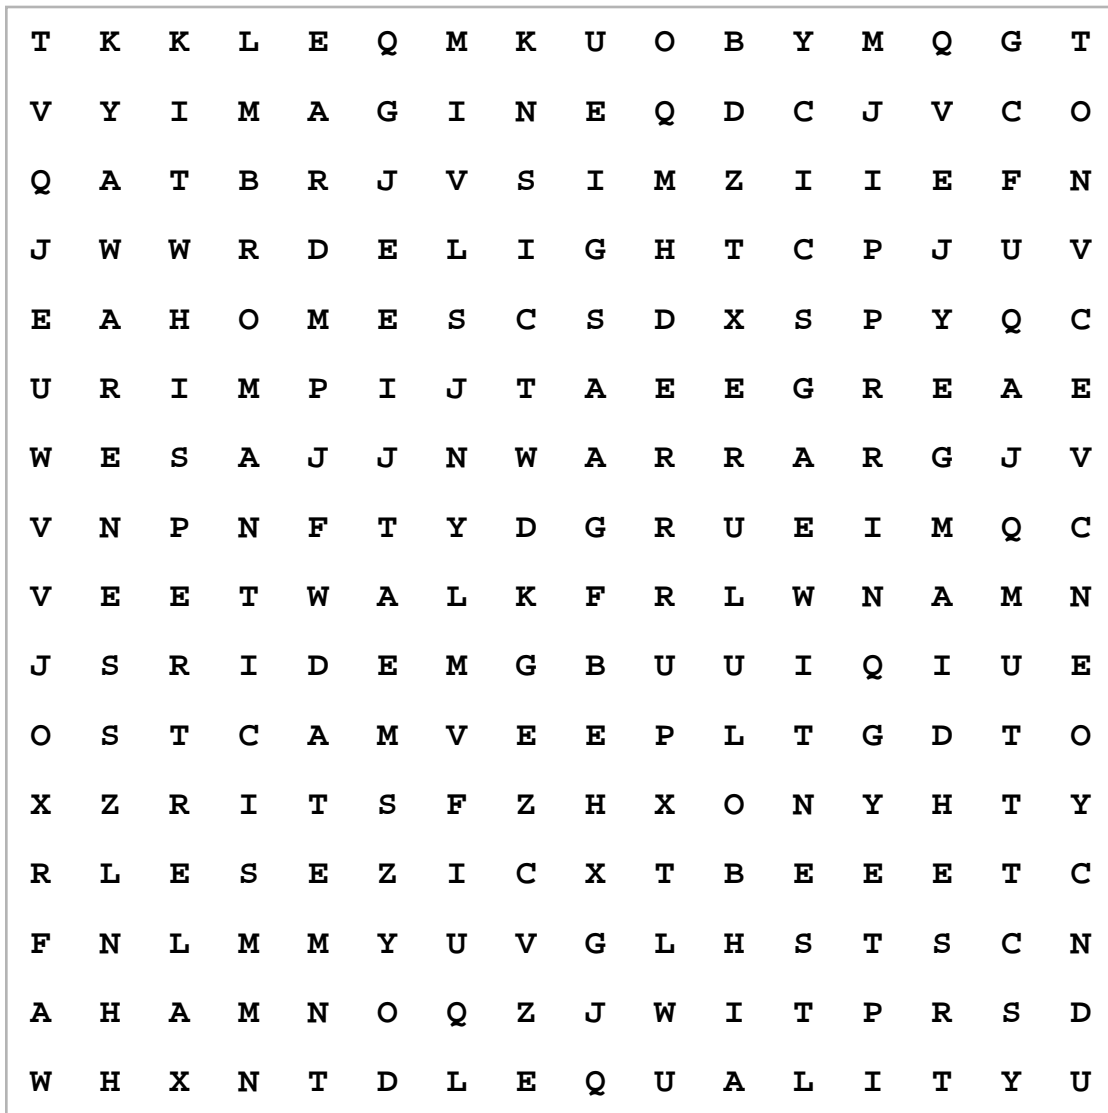 T K K L E Q M K U O B Y M Q G T
V Y I M A G I N E Q D C J V C O
Q A T B R J V S I M Z I I E F N
J W W R D E L I G H T C P J U V
E A H O M E S C S D X S P Y Q C
U R I M P I J T A E E G R E A E
W E S A J J N W A R R A R G J V
V N P N F T Y D G R U E I M Q C
V E E T W A L K F R L W N A M N
J S R I D E M G B U U I Q I U E
O S T C A M V E E P L T G D T O
X Z R I T S F Z H X O N Y H T Y
R L E S E Z I C X T B E E E T C
F N L M M Y U V G L H S T S C N
A H A M N O Q Z J W I T P R S D
W H X N T D L E Q U A L I T Y U